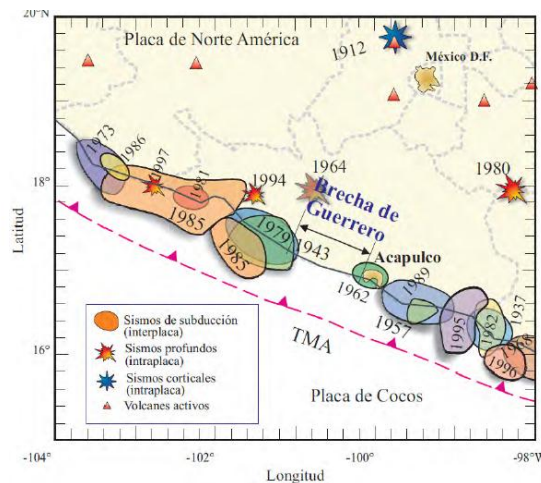 20°N
Placa de Norte América
1912
México D.F.
1973
1986
1997
1981
1994
1964
1980
18°
Brecha de
Guerrero
1985
1979
1943
1985
Acapulco
1962
1989
1957
1995
1982
1937
1968
1996
TMA
16°
Latitud
Sismos de subducción
(interplaca)
Sismos profundos
(intraplaca)
Sismos corticales
(intraplaca)
Volcanes activos
Placa de Cocos
15°
-104°
-102°
-100°
-98°W
Longitud